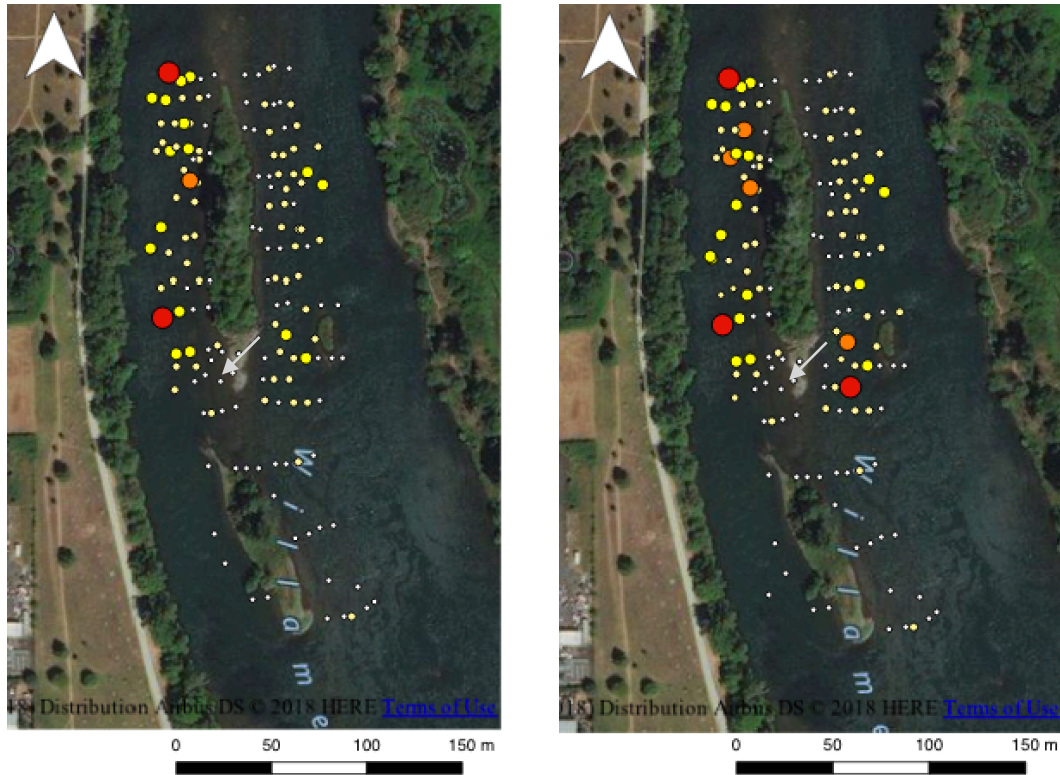 W i l l a m e
W i l l a m e
18) Distribution Airbus DS © 2018 HERE Terms of Use
018) Distribution Airbus DS © 2018 HERE Terms of Use
0 50 100 150 m
0 50 100 150 m